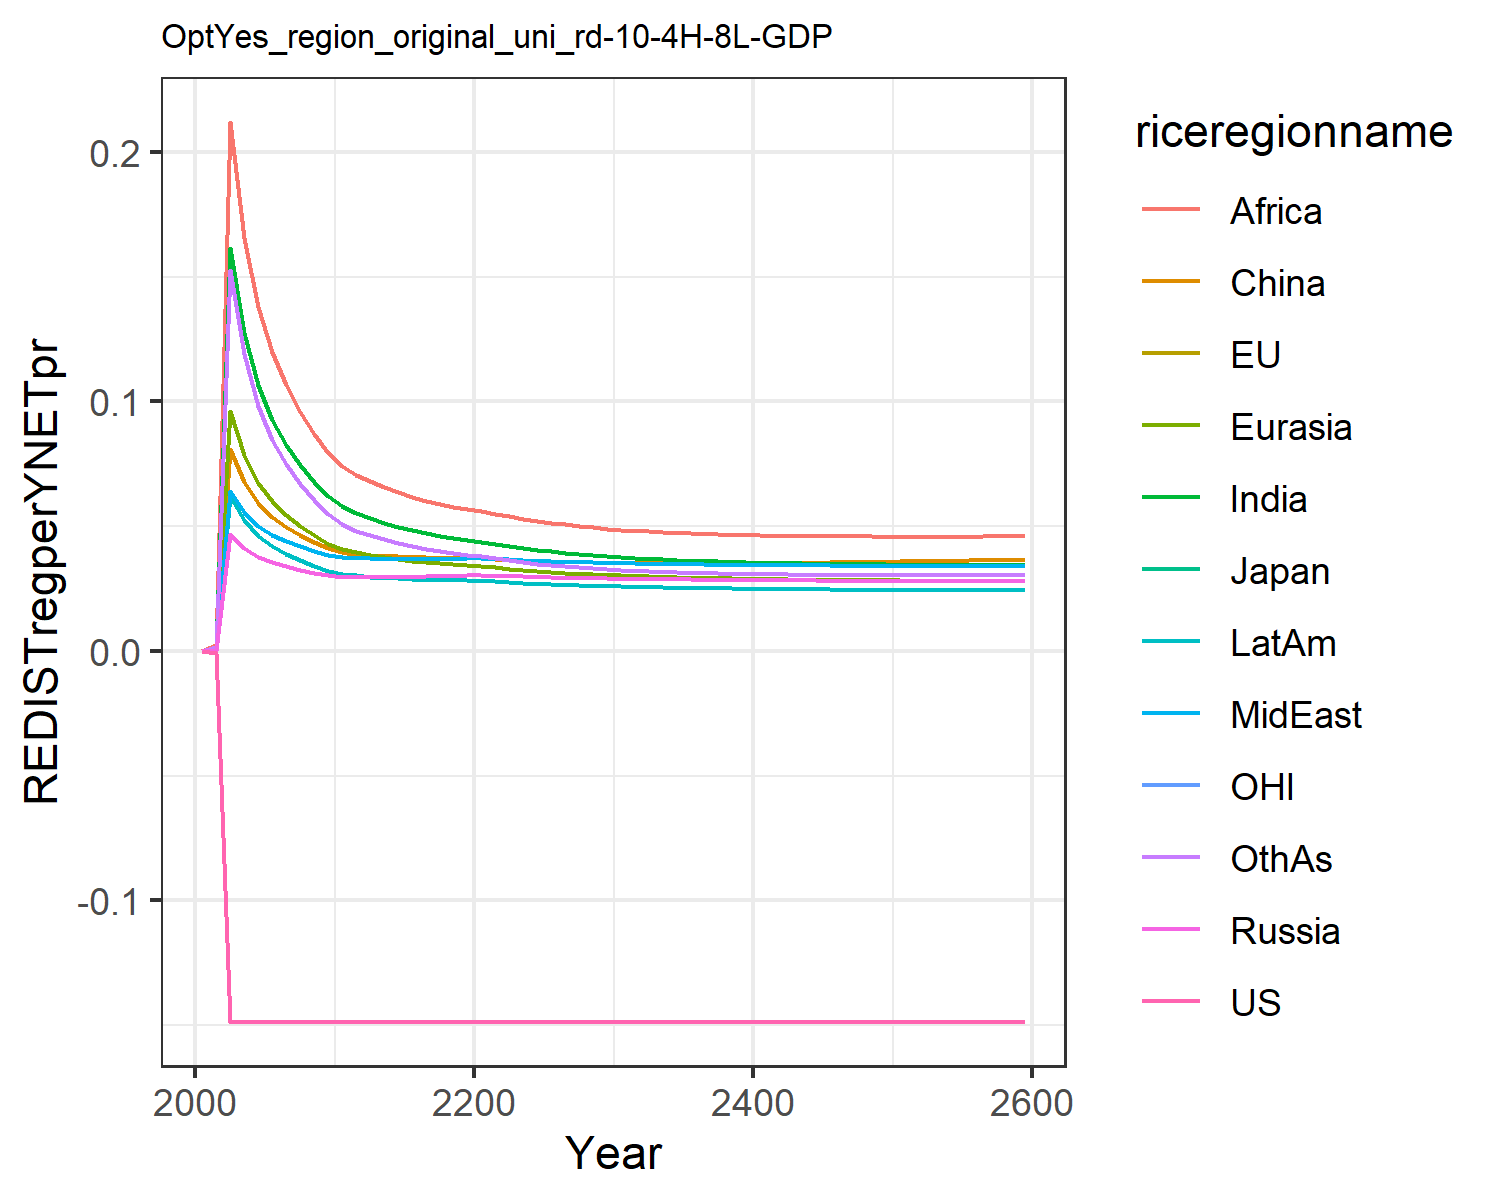 OptYes_region_original_uni_rd-10-4H-8L-GDP
REDISTregperYNETpr
0.2
0.1
0.0
-0.1
2000
2200
2400
2600
Year
riceregionname
Africa
China
EU
Eurasia
India
Japan
LatAm
MidEast
OHI
OthAs
Russia
US